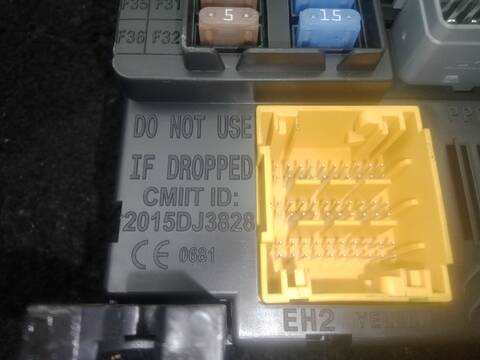 F35 F31
F36 F32
5
15
DO NOT USE
IF DROPPED
CMIIT ID:
2015DJ3828
CE 0681
EH2